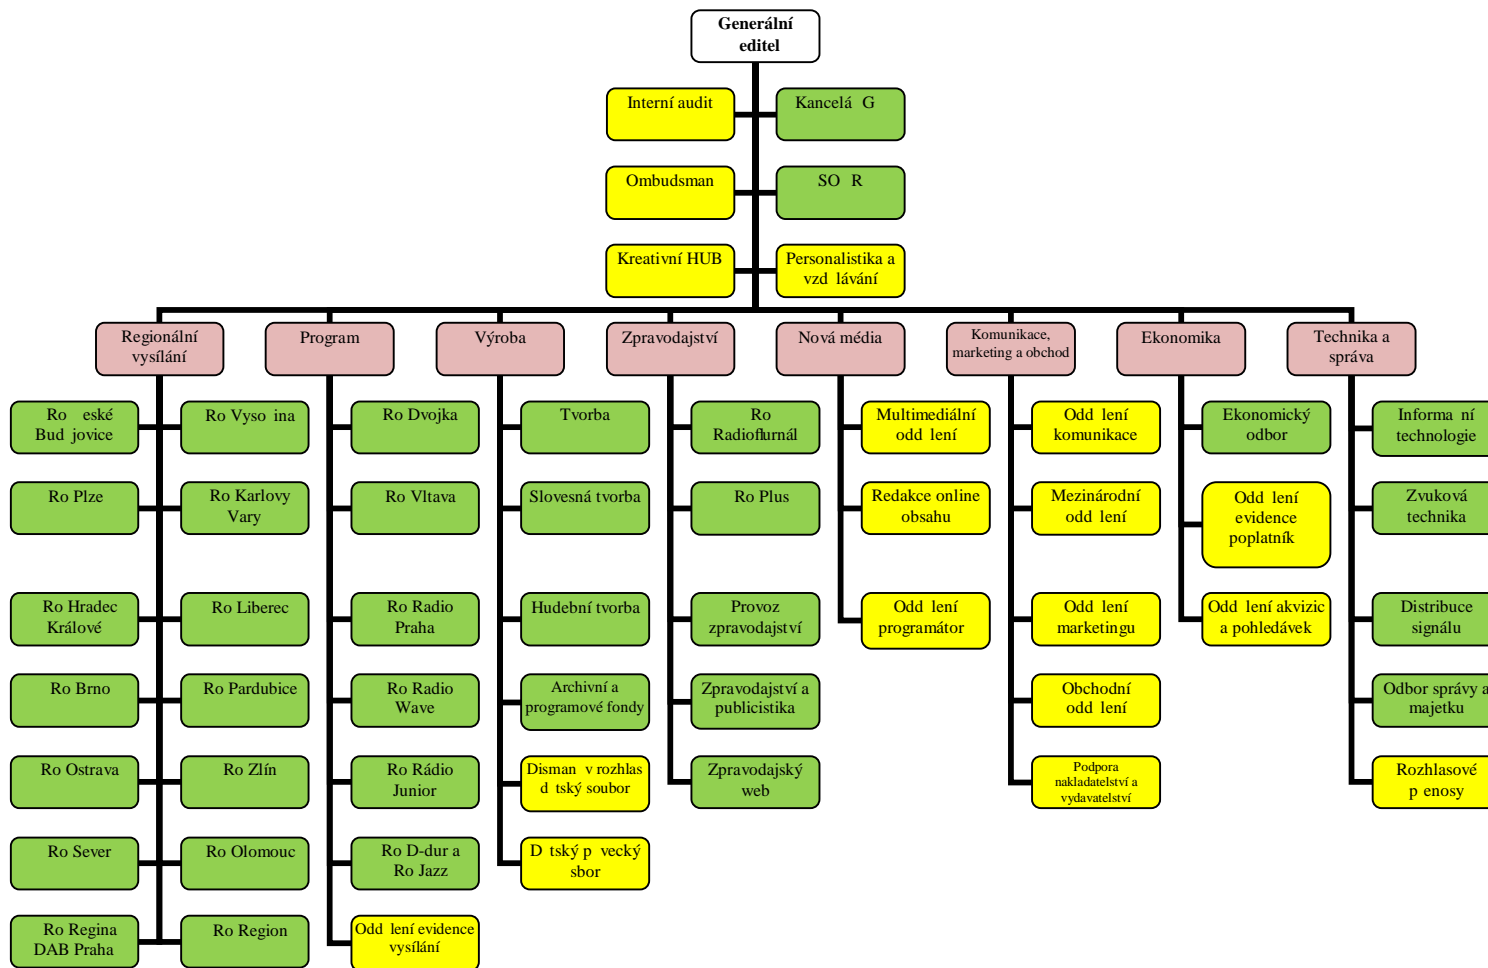 Generální
editel
Interní audit
Kancelá G
Ombudsman
SO R
Kreativní HUB
Personalistika a
vzd lávání
Regionální
vysílání
Program
Výroba
Zpravodajství
Nová média
Komunikace,
marketing a obchod
Ekonomika
Technika a
správa
Ro eské
Bud jovice
Ro Vyso ina
Ro Dvojka
Tvorba
Ro
Radioflurnál
Multimediální
odd lení
Odd lení
komunikace
Ekonomický
odbor
Informa ní
technologie
Ro Plze
Ro Karlovy
Vary
Ro Vltava
Slovesná tvorba
Ro Plus
Redakce online
obsahu
Mezinárodní
odd lení
Odd lení
evidence
poplatník
Zvuková
technika
Ro Hradec
Králové
Ro Liberec
Ro Radio
Praha
Hudební tvorba
Provoz
zpravodajství
Odd lení
programátor
Odd lení
marketingu
Odd lení akvizic
a pohledávek
Distribuce
signálu
Ro Brno
Ro Pardubice
Ro Radio
Wave
Archivní a
programové fondy
Zpravodajství a
publicistika
Obchodní
odd lení
Odbor správy a
majetku
Ro Ostrava
Ro Zlín
Ro Rádio
Junior
Disman v rozhlas
d tský soubor
Zpravodajský
web
Podpora
nakladatelství a
vydavatelství
Rozhlasové
p enosy
Ro Sever
Ro Olomouc
Ro D-dur a
Ro Jazz
D tský p vecký
sbor
Ro Regina
DAB Praha
Ro Region
Odd lení evidence
vysílání